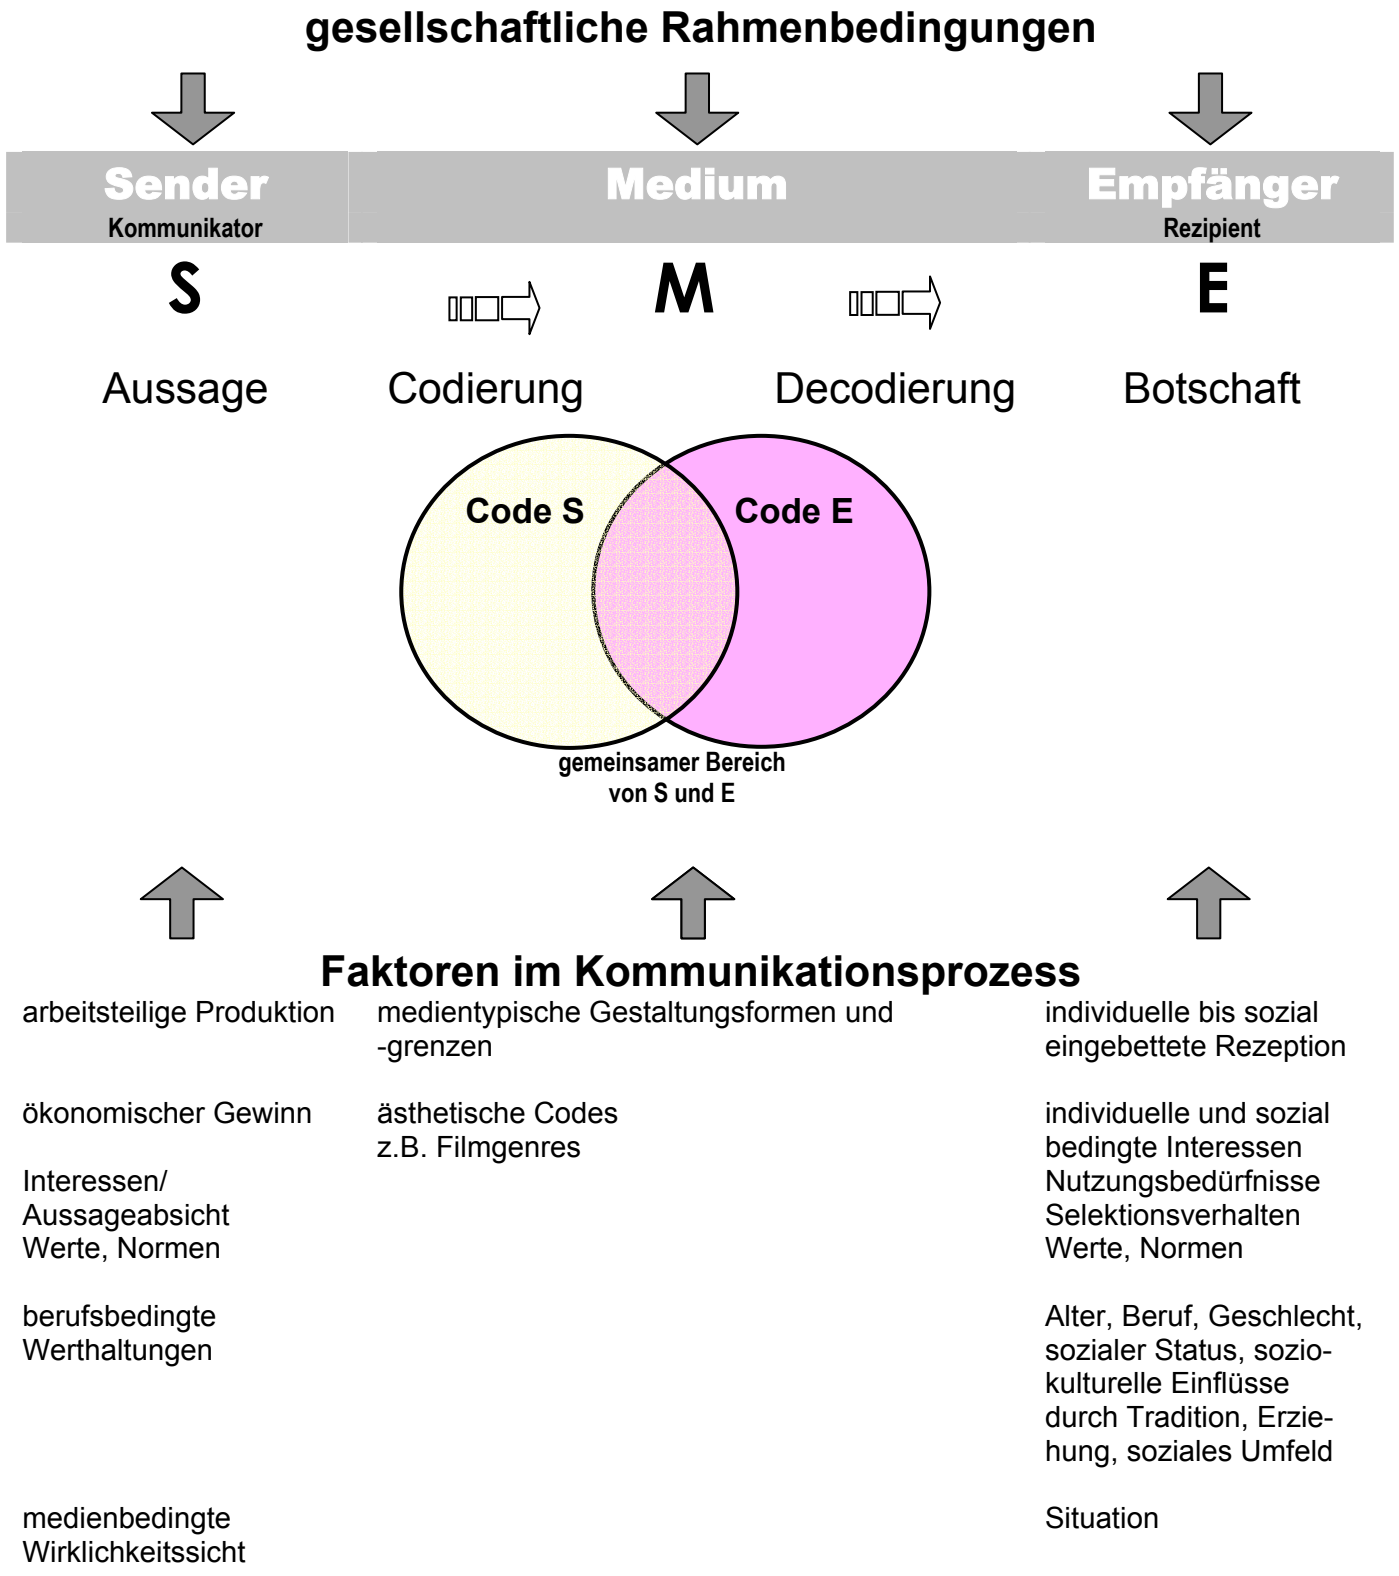 gesellschaftliche Rahmenbedingungen
Sender
Medium
Empfänger
Kommunikator
Rezipient
S
M
E
Aussage
Codierung
Decodierung
Botschaft
Code S
Code E
gemeinsamer Bereich
von S und E
Faktoren im Kommunikationsprozess
arbeitsteilige Produktion
ökonomischer Gewinn
Interessen/
Aussageabsicht
Werte, Normen
berufsbedingte
Werthaltungen
medienbedingte
Wirklichkeitssicht
medientypische Gestaltungsformen und
-grenzen
ästhetische Codes
z.B. Filmgenres
individuelle bis sozial
eingebettete Rezeption
individuelle und sozial
bedingte Interessen
Nutzungsbedürfnisse
Selektionsverhalten
Werte, Normen
Alter, Beruf, Geschlecht,
sozialer Status, sozio-
kulturelle Einflüsse
durch Tradition, Erzie-
hung, soziales Umfeld
Situation